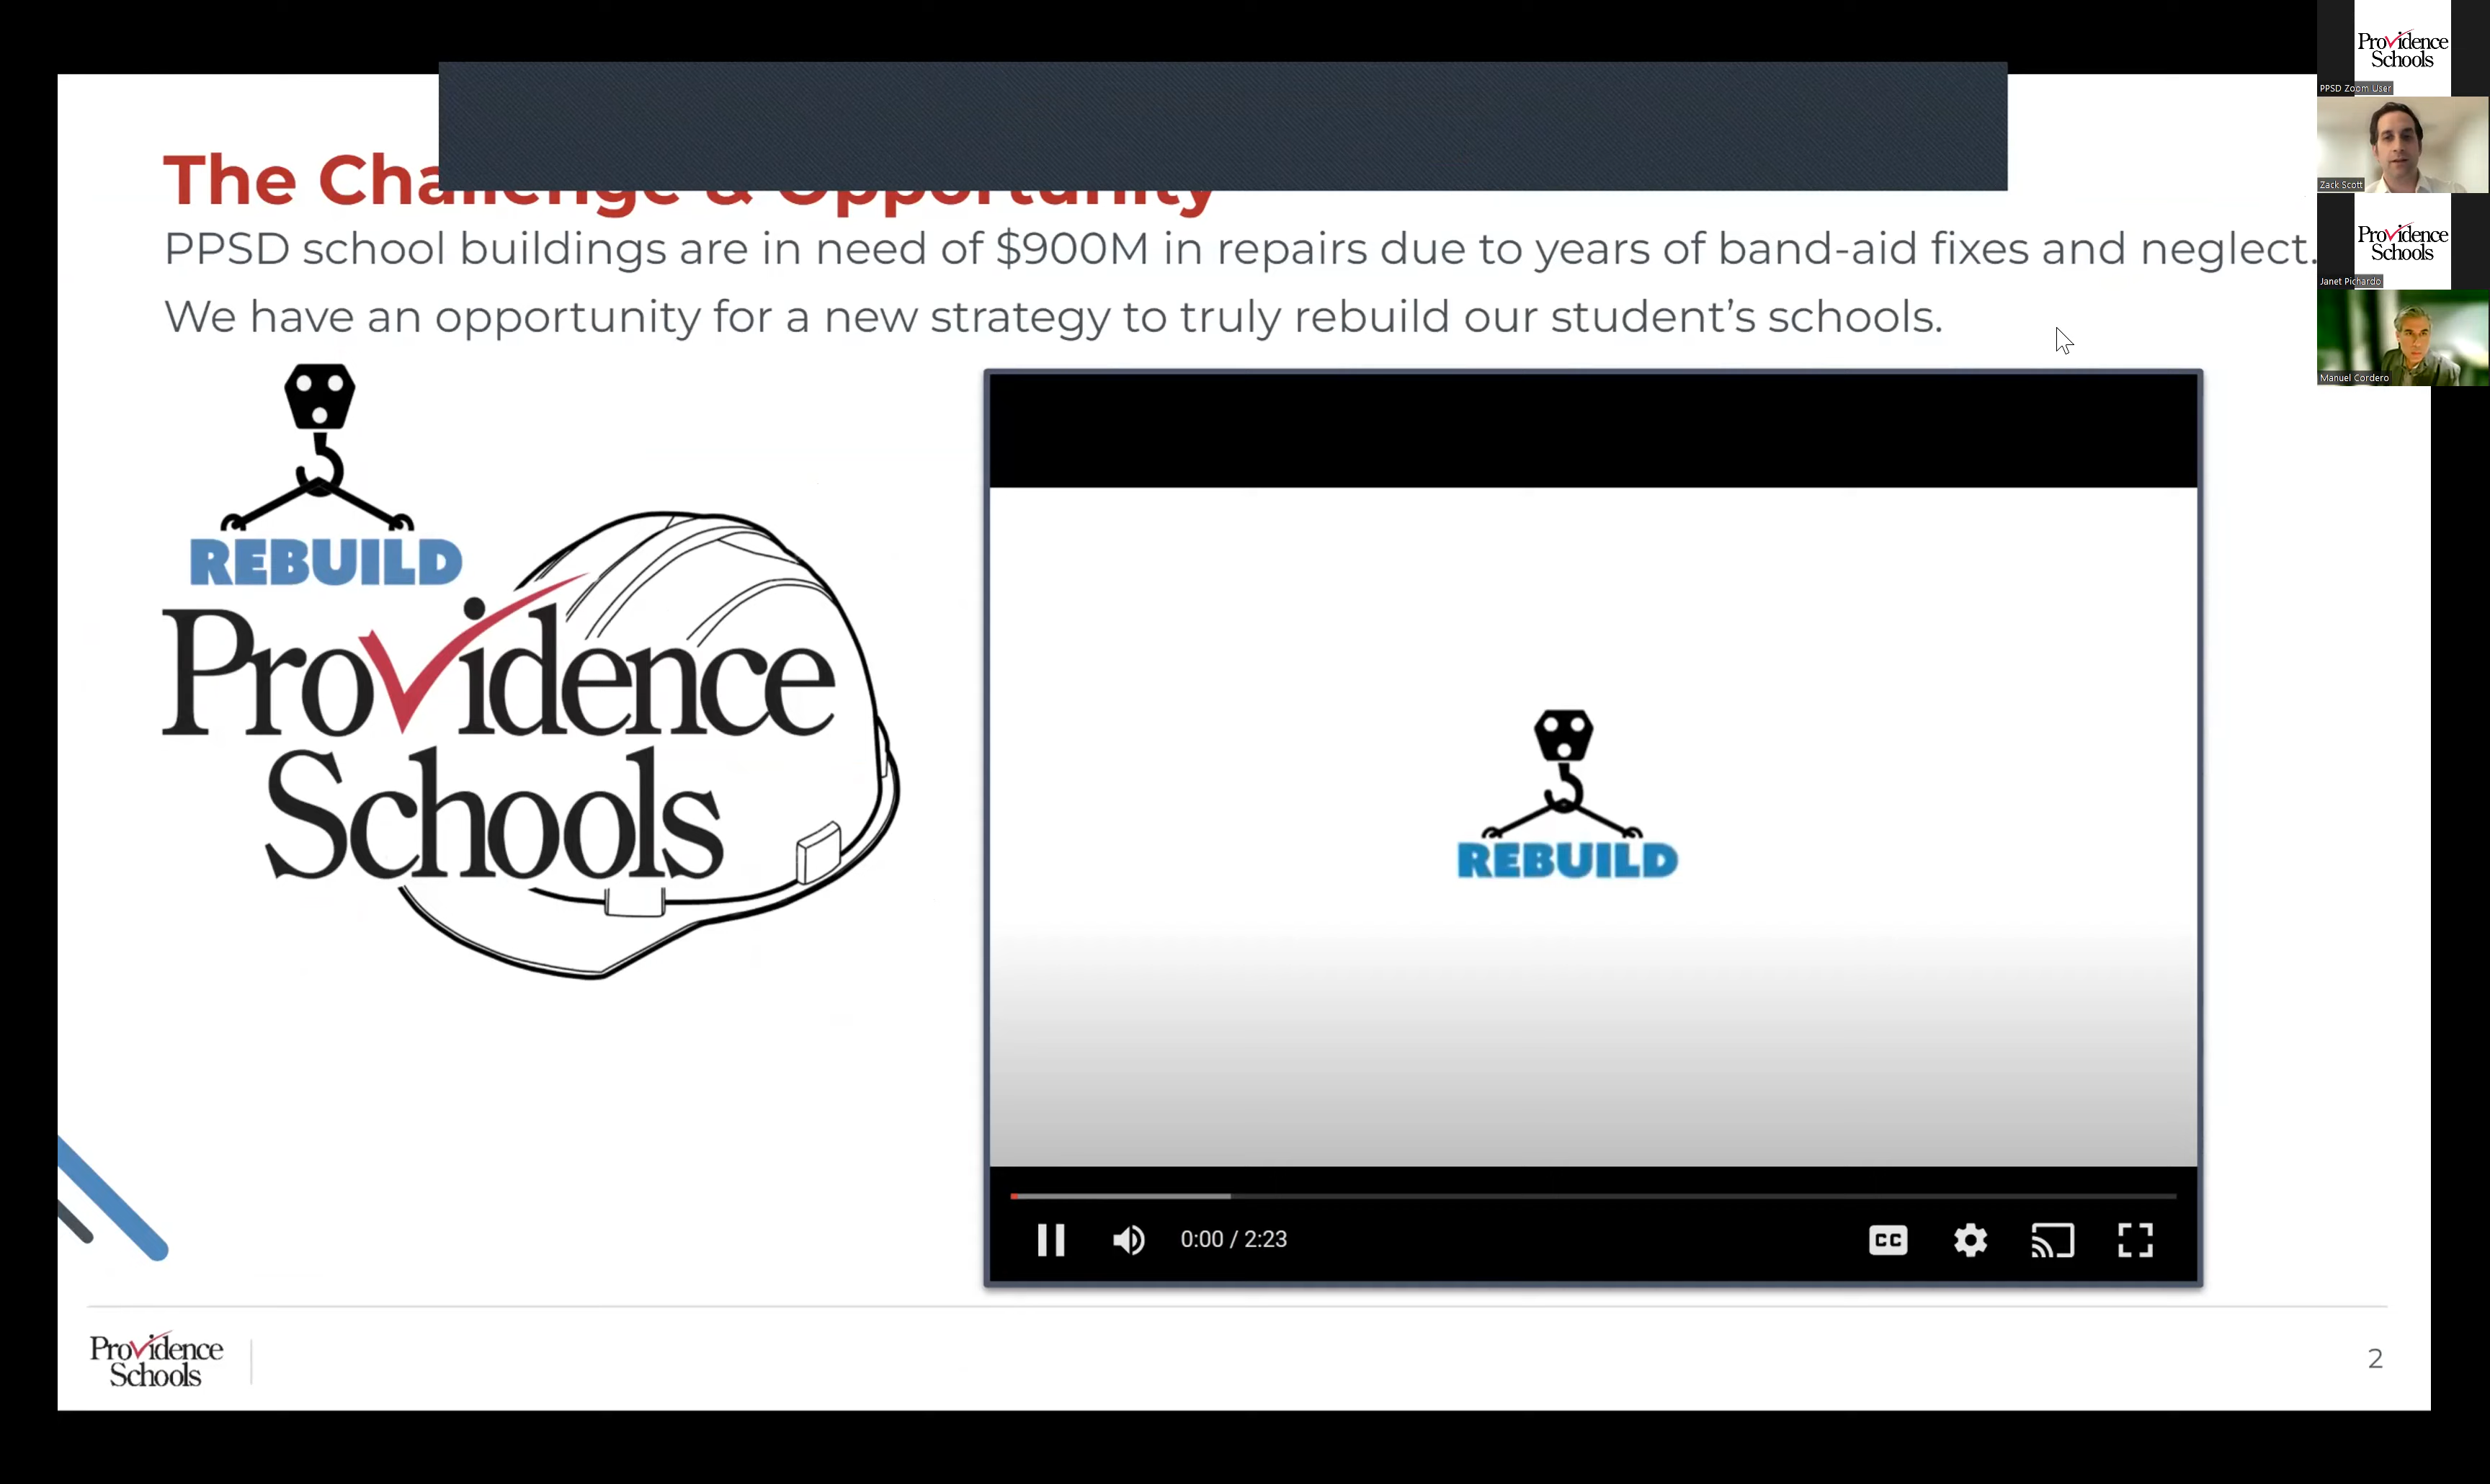 The Challenge & Opportunity
PPSD school buildings are in need of $900M in repairs due to years of band-aid fixes and neglect.
We have an opportunity for a new strategy to truly rebuild our student’s schools.
REBUILD
Providence
Schools
REBUILD
0:00 / 2:23
CC
Providence
Schools
2
Providence
Schools
PPSD Zoom User
Zack Scott
Providence
Schools
Janet Pichardo
Manuel Cordero